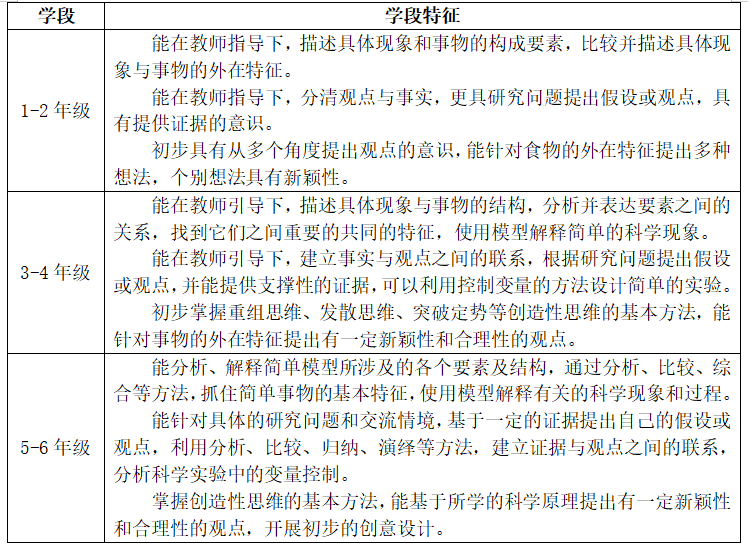 学段 学段特征
能在教师指导下，描述具体现象和事物的构成要素，比较并描述具体现
象与事物的外在特征。
能在教师指导下，分清观点与事实，更具研究问题提出假设或观点，具
有提供证据的意识。
1-2 年级
初步具有从多个角度提出观点的意识，能针对食物的外在特征提出多种
想法，个别想法具有新颖性。
能在教师引导下，描述具体现象与事物的结构，分析并表达要素之间的
关系，找到它们之间重要的共同的特征，使用模型解释简单的科学现象。
能在教师引导下，建立事实与观点之间的联系，根据研究问题提出假设
3-4 年级
或观点，并能提供支撑性的证据，可以利用控制变量的方法设计简单的实验。
初步掌握重组思维、发散思维、突破定势等创造性思维的基本方法，能
针对事物的外在特征提出有一定新颖性和合理性的观点。
能分析、解释简单模型所涉及的各个要素及结构，通过分析、比较、综
合等方法，抓住简单事物的基本特征，使用模型解释有关的科学现象和过程。
能针对具体的研究问题和交流情境，基于一定的证据提出自己的假设或
5-6 年级
观点，利用分析、比较、归纳、演绎等方法，建立证据与观点之间的联系，
分析科学实验中的变量控制。
掌握创造性思维的基本方法，能基于所学的科学原理提出有一定新颖性
和合理性的观点，开展初步的创意设计。